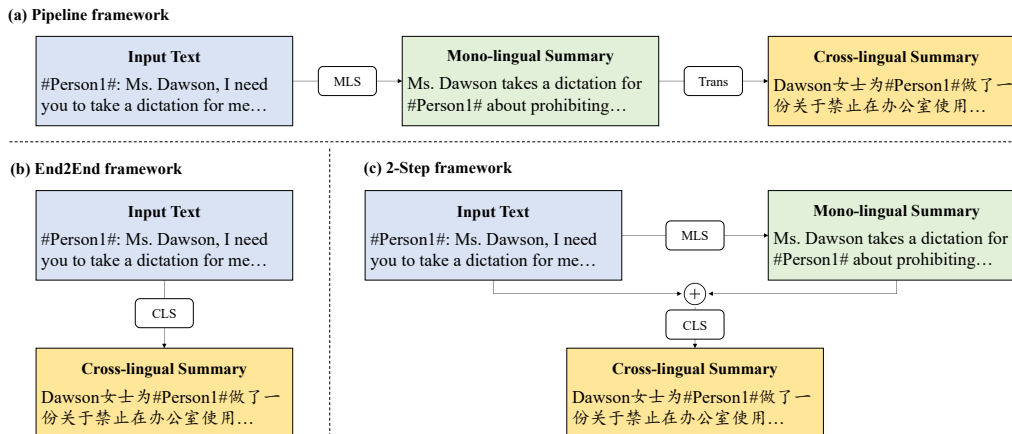 (a) Pipeline framework
Input Text
#Person1#: Ms. Dawson, I need
you to take a dictation for me…
MLS
Mono-lingual Summary
Ms. Dawson takes a dictation for
#Person1# about prohibiting…
Trans
Cross-lingual Summary
Dawson女士为#Person1#做了一
份关于禁止在办公室使用…
(b) End2End framework
Input Text
#Person1#: Ms. Dawson, I need
you to take a dictation for me…
CLS
Cross-lingual Summary
Dawson女士为#Person1#做了一
份关于禁止在办公室使用…
(c) 2-Step framework
Input Text
#Person1#: Ms. Dawson, I need
you to take a dictation for me…
MLS
Mono-lingual Summary
Ms. Dawson takes a dictation for
#Person1# about prohibiting…
+
CLS
Cross-lingual Summary
Dawson女士为#Person1#做了一
份关于禁止在办公室使用…